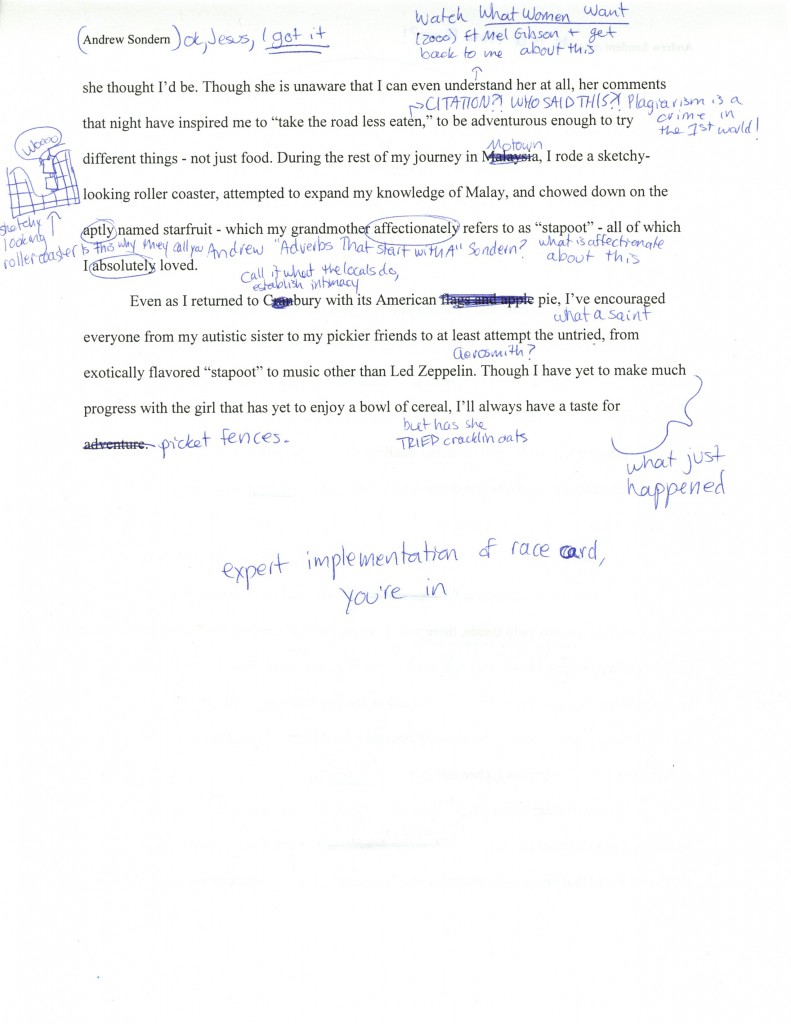 (Andrew Sondern) ok, Jesus, I got it
Watch What Women Want
(2000) ft Mel Gibson + get
back to me about this
she thought I'd be. Though she is unaware that I can even understand her at all, her comments
CITATION?! WHO SAID THIS?! Plagiarism is a
crime in
the 1st world!
that night have inspired me to “take the road less eaten,” to be adventurous enough to try
Motown
different things - not just food. During the rest of my journey in Malaysia, I rode a sketchy-
Woooo
looking roller coaster, attempted to expand my knowledge of Malay, and chowed down on the
sketchy
looking
roller coaster
aptly named starfruit - which my grandmother affectionately refers to as “stapoot” - all of which
Is this why they call you Andrew "Adverbs That Start with A" Sondern?
what is affectionate
about this
I absolutely loved.
Call it what the locals do,
establish intimacy
Even as I returned to Cranbury with its American flags and apple pie, I've encouraged
what a saint
everyone from my autistic sister to my pickier friends to at least attempt the untried, from
Aerosmith?
exotically flavored “stapoot” to music other than Led Zeppelin. Though I have yet to make much
progress with the girl that has yet to enjoy a bowl of cereal, I'll always have a taste for
but has she
TRIED cracklin oats
adventure. picket fences.
what just
happened
expert implementation of race card,
you're in